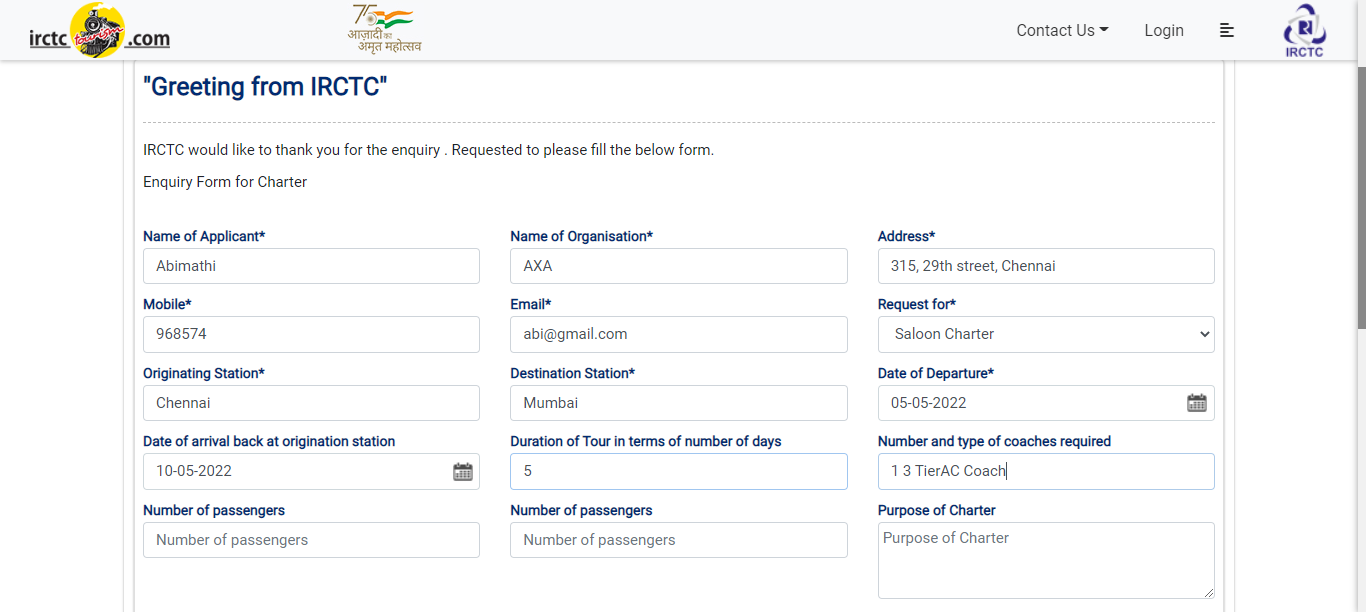 irctc tourism .com
75
आज़ादी का
अमृत महोत्सव
Contact Us
Login
IRCTC
"Greeting from IRCTC"
IRCTC would like to thank you for the enquiry . Requested to please fill the below form.
Enquiry Form for Charter
Name of Applicant* Name of Organisation* Address*
Abimathi AXA 315, 29th street, Chennai
Mobile* Email* Request for*
968574 abi@gmail.com Saloon Charter
Originating Station* Destination Station* Date of Departure*
Chennai Mumbai 05-05-2022
Date of arrival back at origination station Duration of Tour in terms of number of days Number and type of coaches required
10-05-2022 5 1 3 TierAC Coach
Number of passengers Number of passengers Purpose of Charter
Number of passengers Number of passengers Purpose of Charter